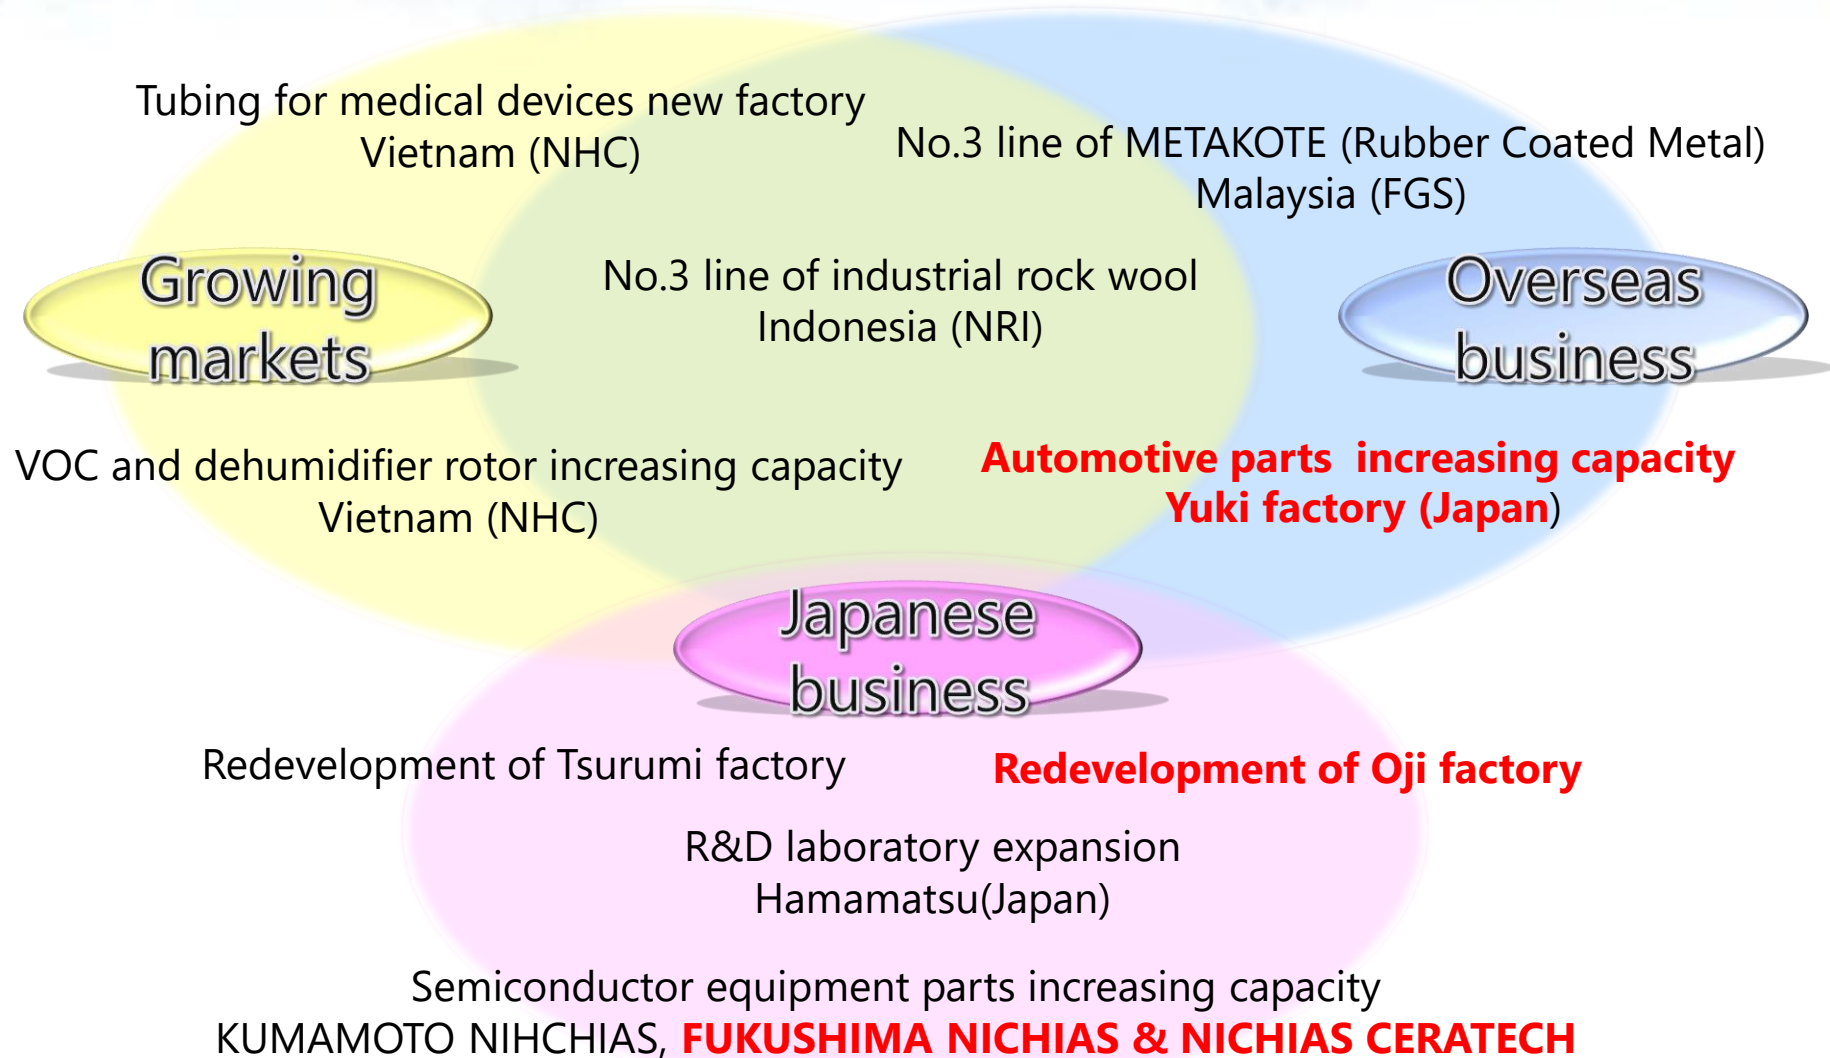 Tubing for medical devices new factory
Vietnam (NHC)
No.3 line of METAKOTE (Rubber Coated Metal)
Malaysia (FGS)
Growing
markets
No.3 line of industrial rock wool
Indonesia (NRI)
Overseas
business
VOC and dehumidifier rotor increasing capacity
Vietnam (NHC)
Automotive parts  increasing capacity
Yuki factory (Japan)
Japanese
business
Redevelopment of Tsurumi factory
Redevelopment of Oji factory
R&D laboratory expansion
Hamamatsu(Japan)
Semiconductor equipment parts increasing capacity
KUMAMOTO NIHCHIAS, FUKUSHIMA NICHIAS & NICHIAS CERATECH